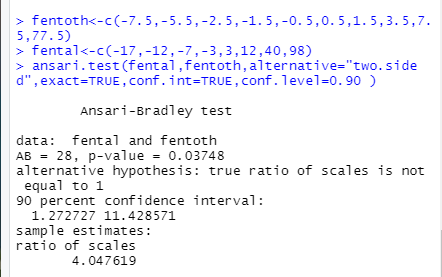 > fentoth<-c(-7.5,-5.5,-2.5,-1.5,-0.5,0.5,1.5,3.5,7.
5,77.5)
> fental<-c(-17,-12,-7,-3,3,12,40,98)
> ansari.test(fental,fentoth,alternative="two.side
d",exact=TRUE,conf.int=TRUE,conf.level=0.90 )
Ansari-Bradley test
data:  fental and fentoth
AB = 28, p-value = 0.03748
alternative hypothesis: true ratio of scales is not
equal to 1
90 percent confidence interval:
1.272727 11.428571
sample estimates:
ratio of scales
4.047619